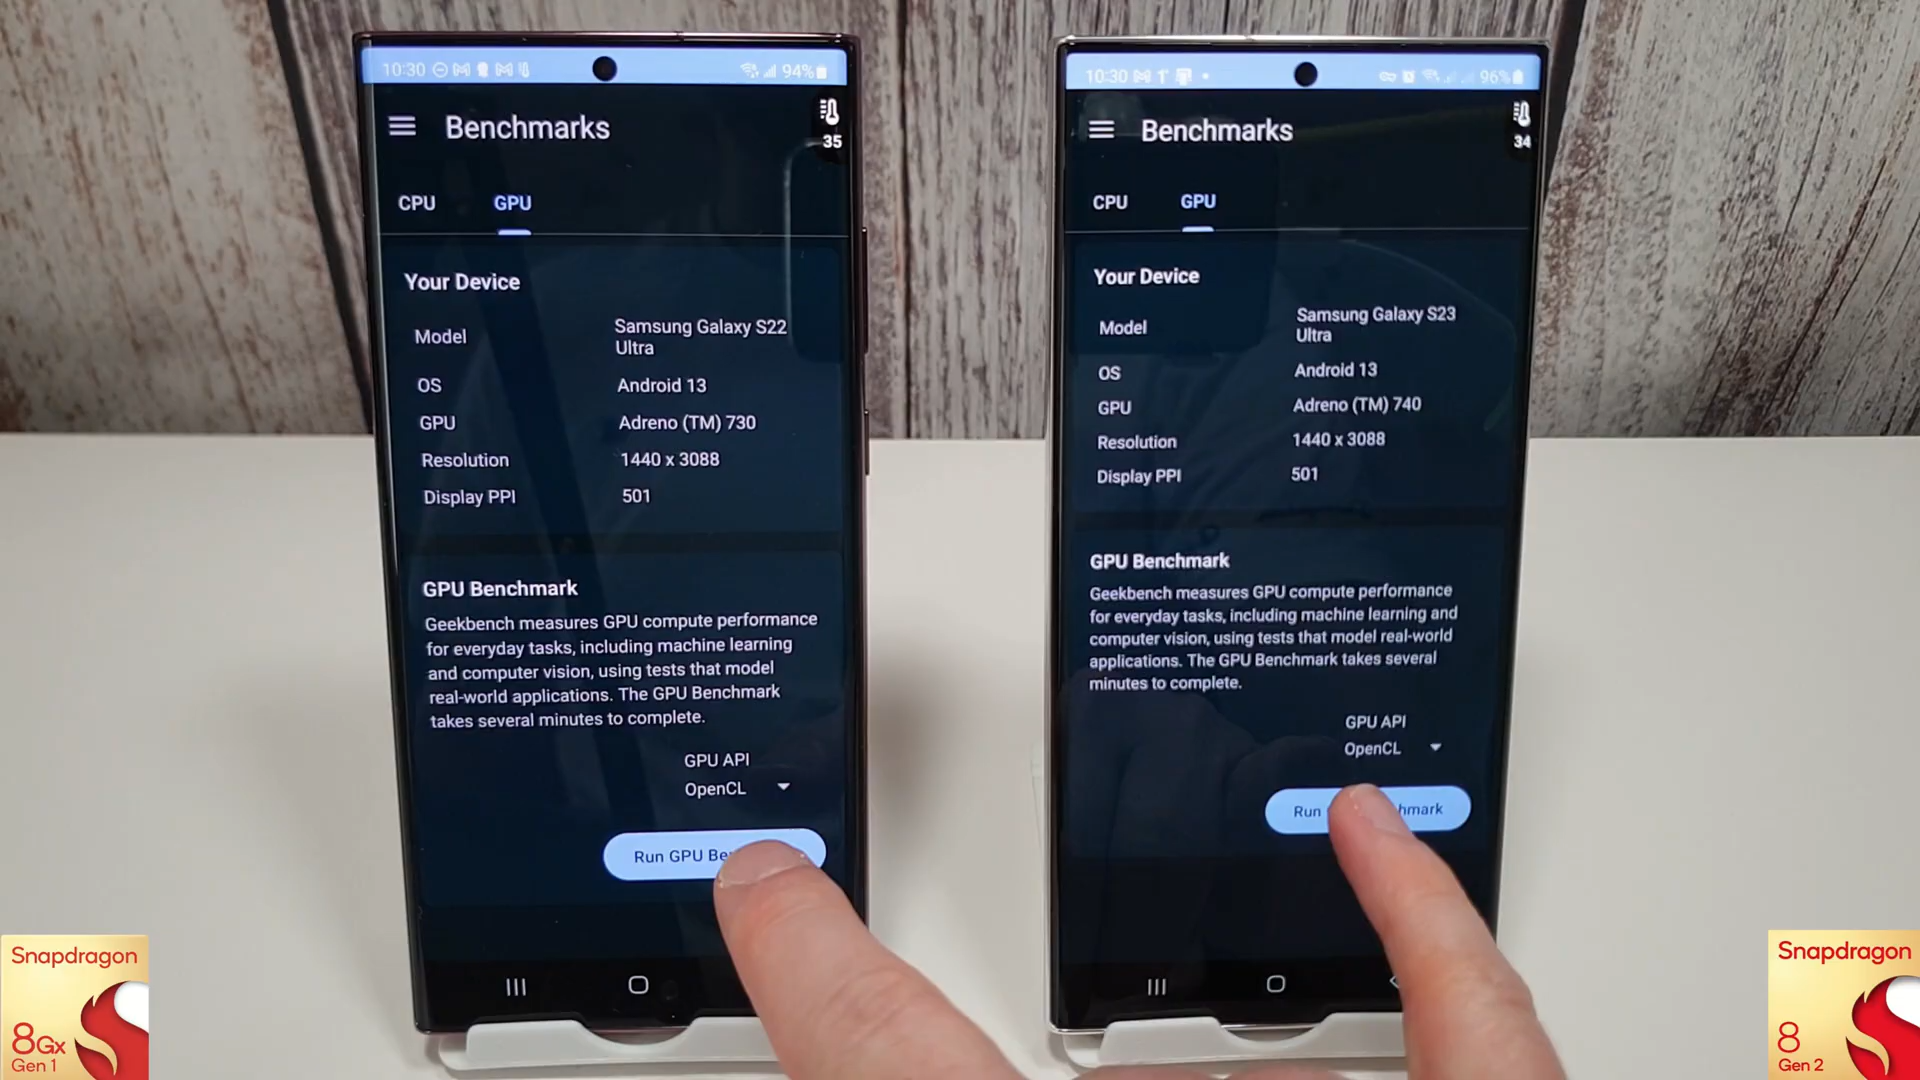 10:30
94%
Benchmarks
35
CPU
GPU
Your Device
Model
Samsung Galaxy S22
Ultra
OS
Android 13
GPU
Adreno (TM) 730
Resolution
1440 x 3088
Display PPI
501
GPU Benchmark
Geekbench measures GPU compute performance
for everyday tasks, including machine learning
and computer vision, using tests that model
real-world applications. The GPU Benchmark
takes several minutes to complete.
GPU API
OpenCL
Run GPU Be
10:30
96%
Benchmarks
34
CPU
GPU
Your Device
Model
Samsung Galaxy S23
Ultra
OS
Android 13
GPU
Adreno (TM) 740
Resolution
1440 x 3088
Display PPI
501
GPU Benchmark
Geekbench measures GPU compute performance
for everyday tasks, including machine learning and
computer vision, using tests that model real-world
applications. The GPU Benchmark takes several
minutes to complete.
GPU API
OpenCL
Run hmark
Snapdragon
8Gx
Gen 1
Snapdragon
8
Gen 2